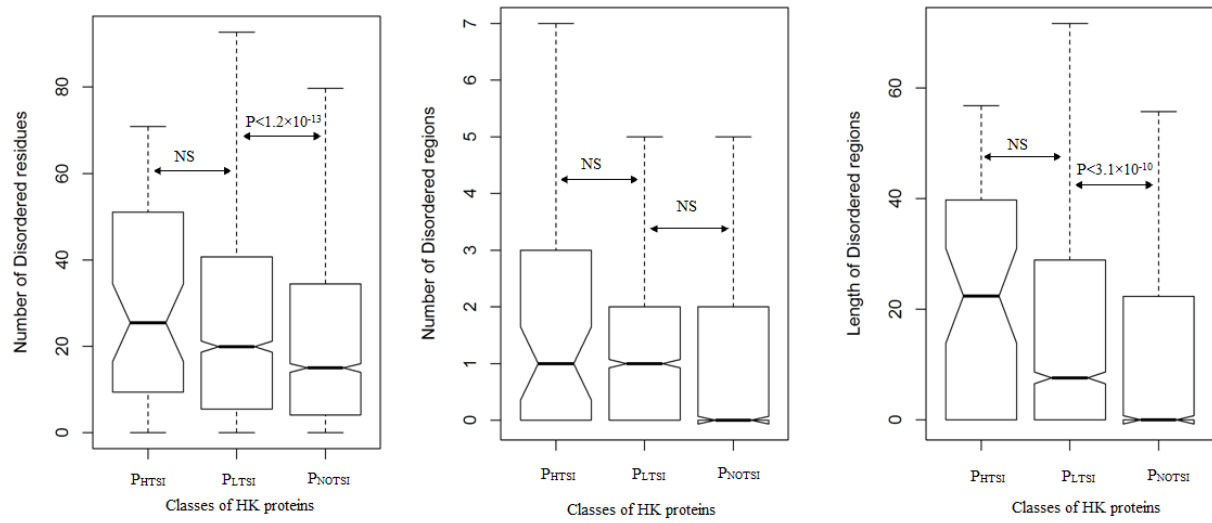 Number of Disordered residues
80
60
40
20
0
NS
P<1.2×10⁻¹³
PHTSI
PLTSI
PNOTSI
Classes of HK proteins
Number of Disordered regions
7
6
5
4
3
2
1
0
NS
NS
PHTSI
PLTSI
PNOTSI
Classes of HK proteins
Length of Disordered regions
60
40
20
0
NS
P<3.1×10⁻¹⁰
PHTSI
PLTSI
PNOTSI
Classes of HK proteins